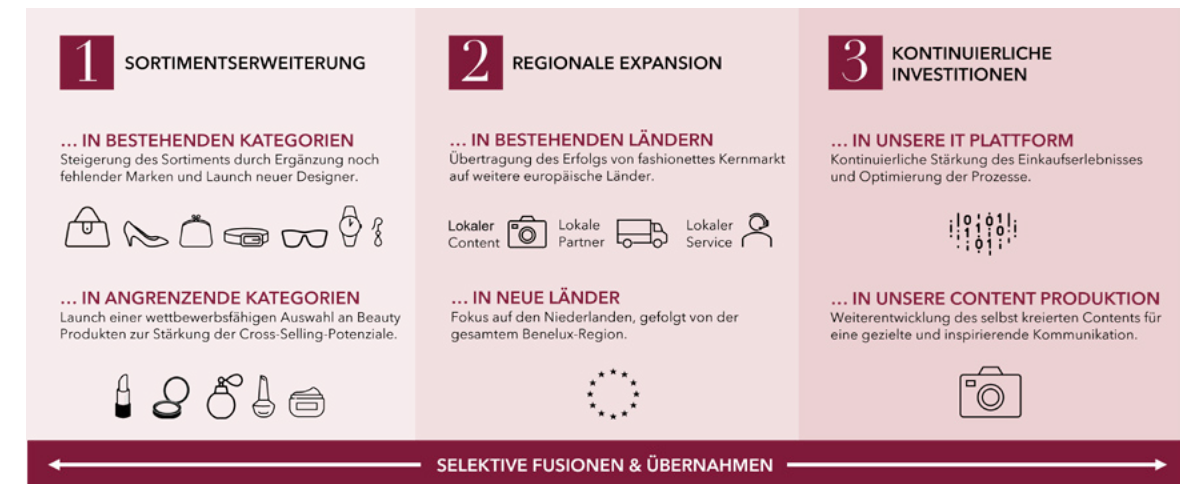 1 SORTIMENTSERWEITERUNG
... IN BESTEHENDEN KATEGORIEN
Steigerung des Sortiments durch Ergänzung noch
fehlender Marken und Launch neuer Designer.
... IN ANGRENZENDE KATEGORIEN
Launch einer wettbewerbsfähigen Auswahl an Beauty
Produkten zur Stärkung der Cross-Selling-Potenziale.
2 REGIONALE EXPANSION
... IN BESTEHENDEN LÄNDERN
Übertragung des Erfolgs von fashionettes Kernmarkt
auf weitere europäische Länder.
Lokaler
Content
Lokale
Partner
Lokaler
Service
... IN NEUE LÄNDER
Fokus auf den Niederlanden, gefolgt von der
gesamtem Benelux-Region.
3 KONTINUIERLICHE
INVESTITIONEN
... IN UNSERE IT PLATTFORM
Kontinuierliche Stärkung des Einkaufserlebnisses
und Optimierung der Prozesse.
... IN UNSERE CONTENT PRODUKTION
Weiterentwicklung des selbst kreierten Contents für
eine gezielte und inspirierende Kommunikation.
SELEKTIVE FUSIONEN & ÜBERNAHMEN